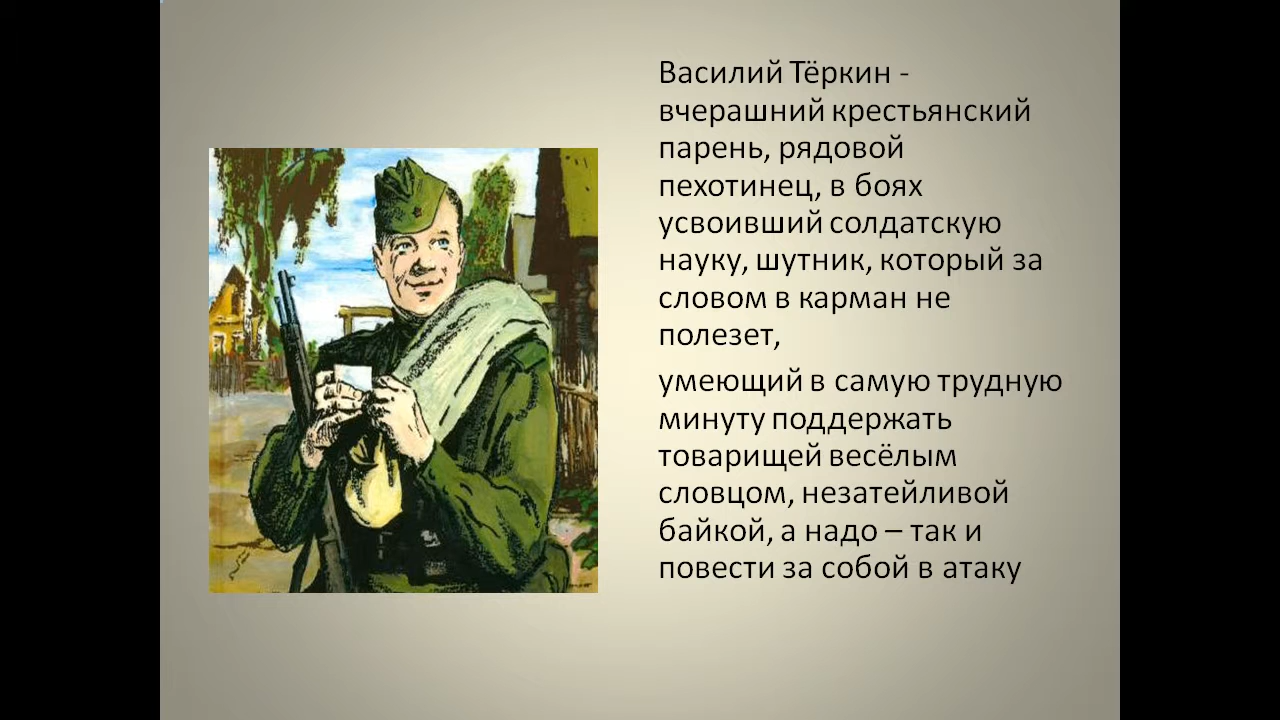 Василий Тёркин -
вчерашний крестьянский
парень, рядовой
пехотинец, в боях
усвоивший солдатскую
науку, шутник, который за
словом в карман не
полезет,
умеющий в самую трудную
минуту поддержать
товарищей весёлым
словцом, незатейливой
байкой, а надо – так и
повести за собой в атаку